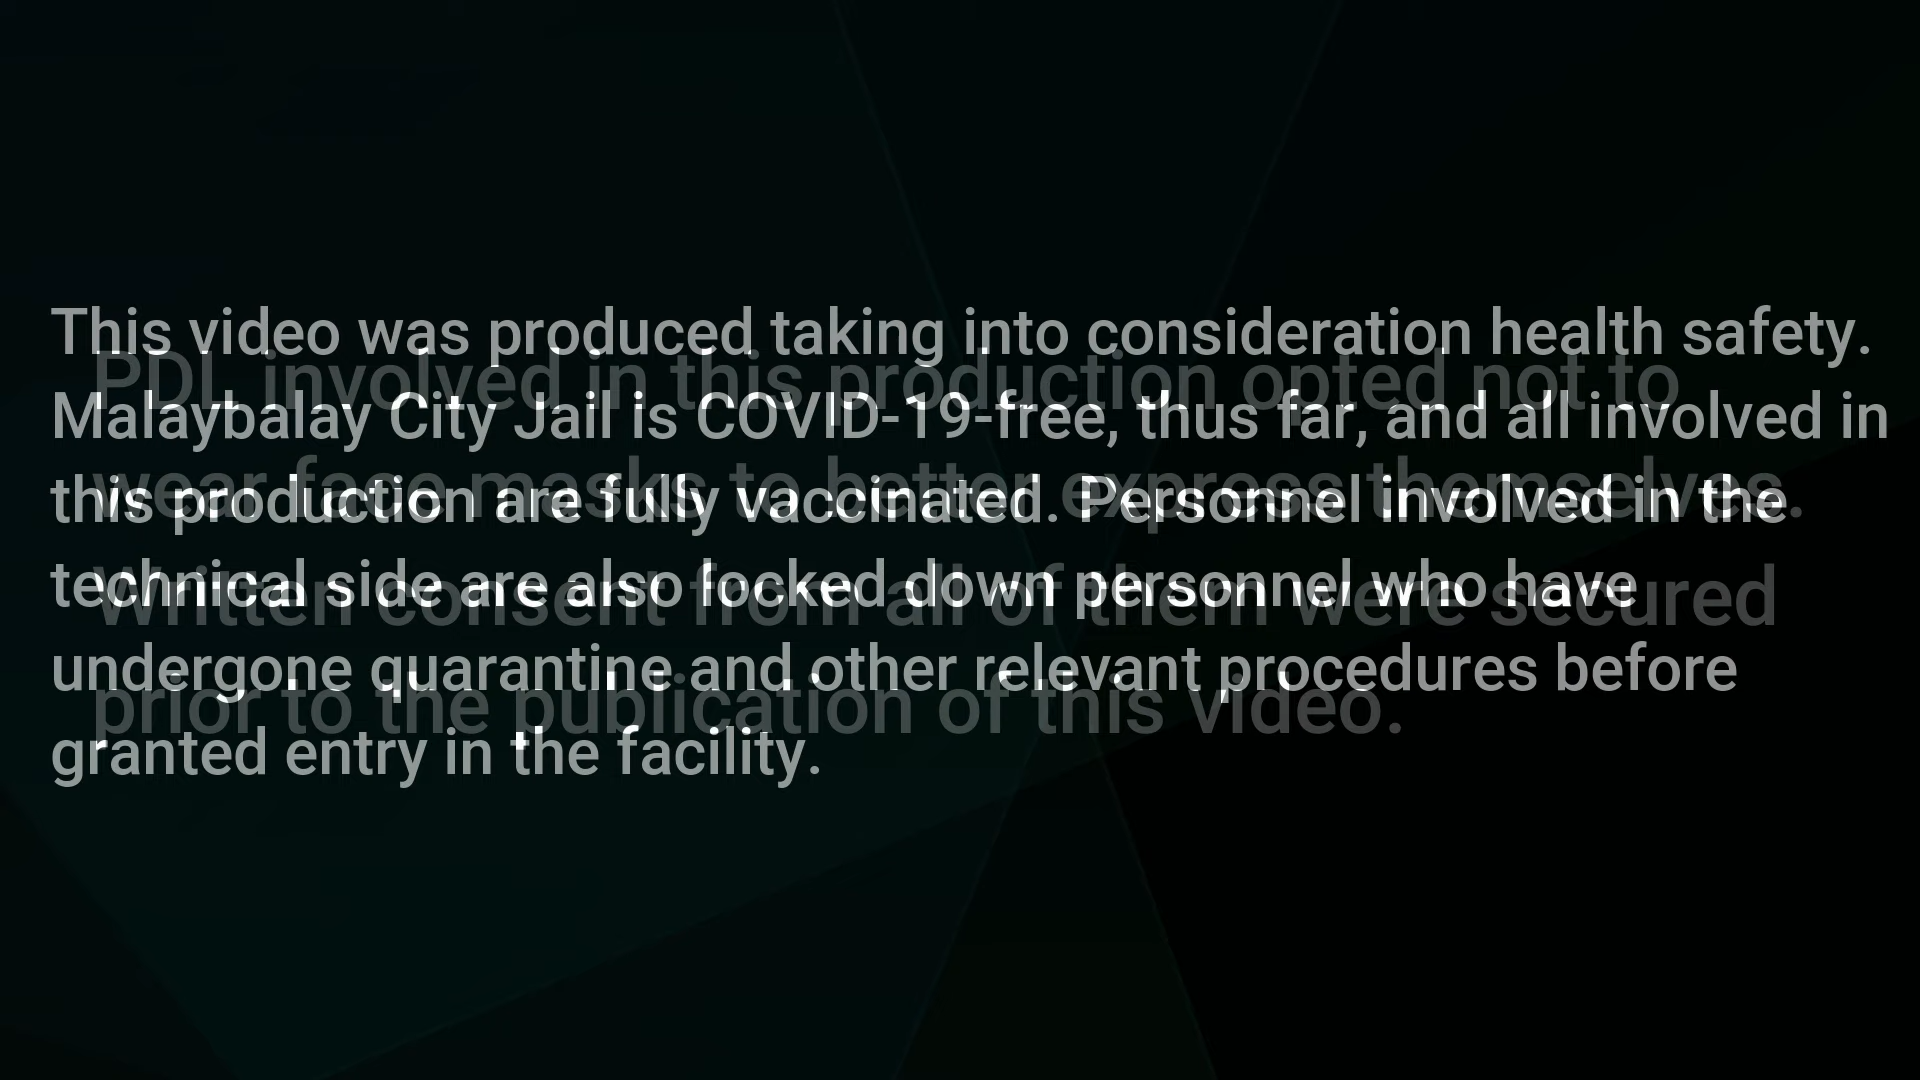 This video was produced taking into consideration health safety.
Malaybalay City Jail is COVID-19-free, thus far, and all involved in
this production are fully vaccinated. Personnel involved in the
technical side are also locked down personnel who have
undergone quarantine and other relevant procedures before
granted entry in the facility.
PDL involved in this production opted not to
wear face masks to better express themselves.
Written consent from all of them were secured
prior to the publication of this video.